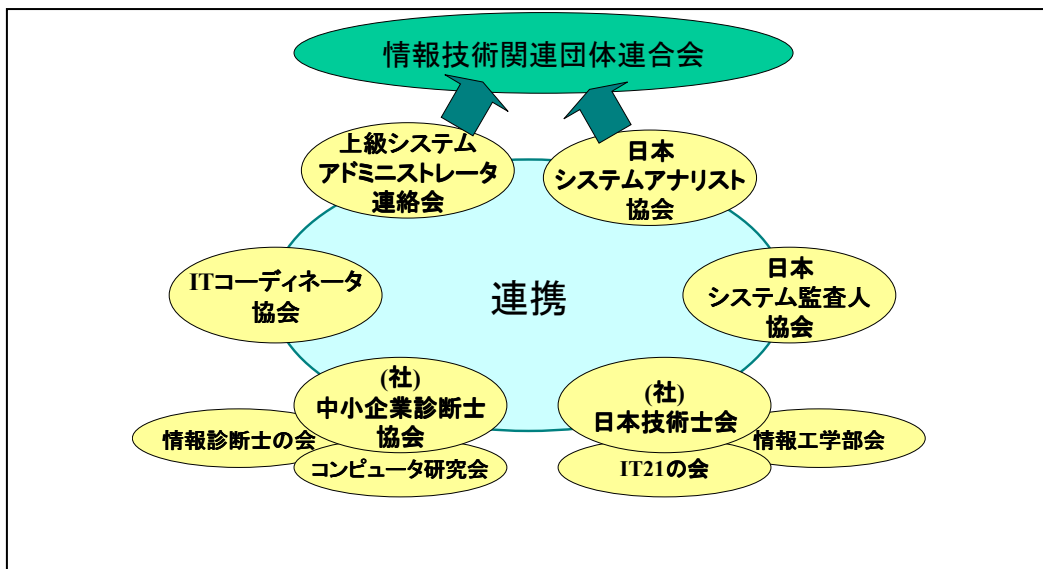 情報技術関連団体連合会
上級システム
アドミニストレータ
連絡会
日本
システムアナリスト
協会
ITコーディネータ
協会
連携
日本
システム監査人
協会
(社)
中小企業診断士
協会
(社)
日本技術士会
情報診断士の会
コンピュータ研究会
IT21の会
情報工学部会